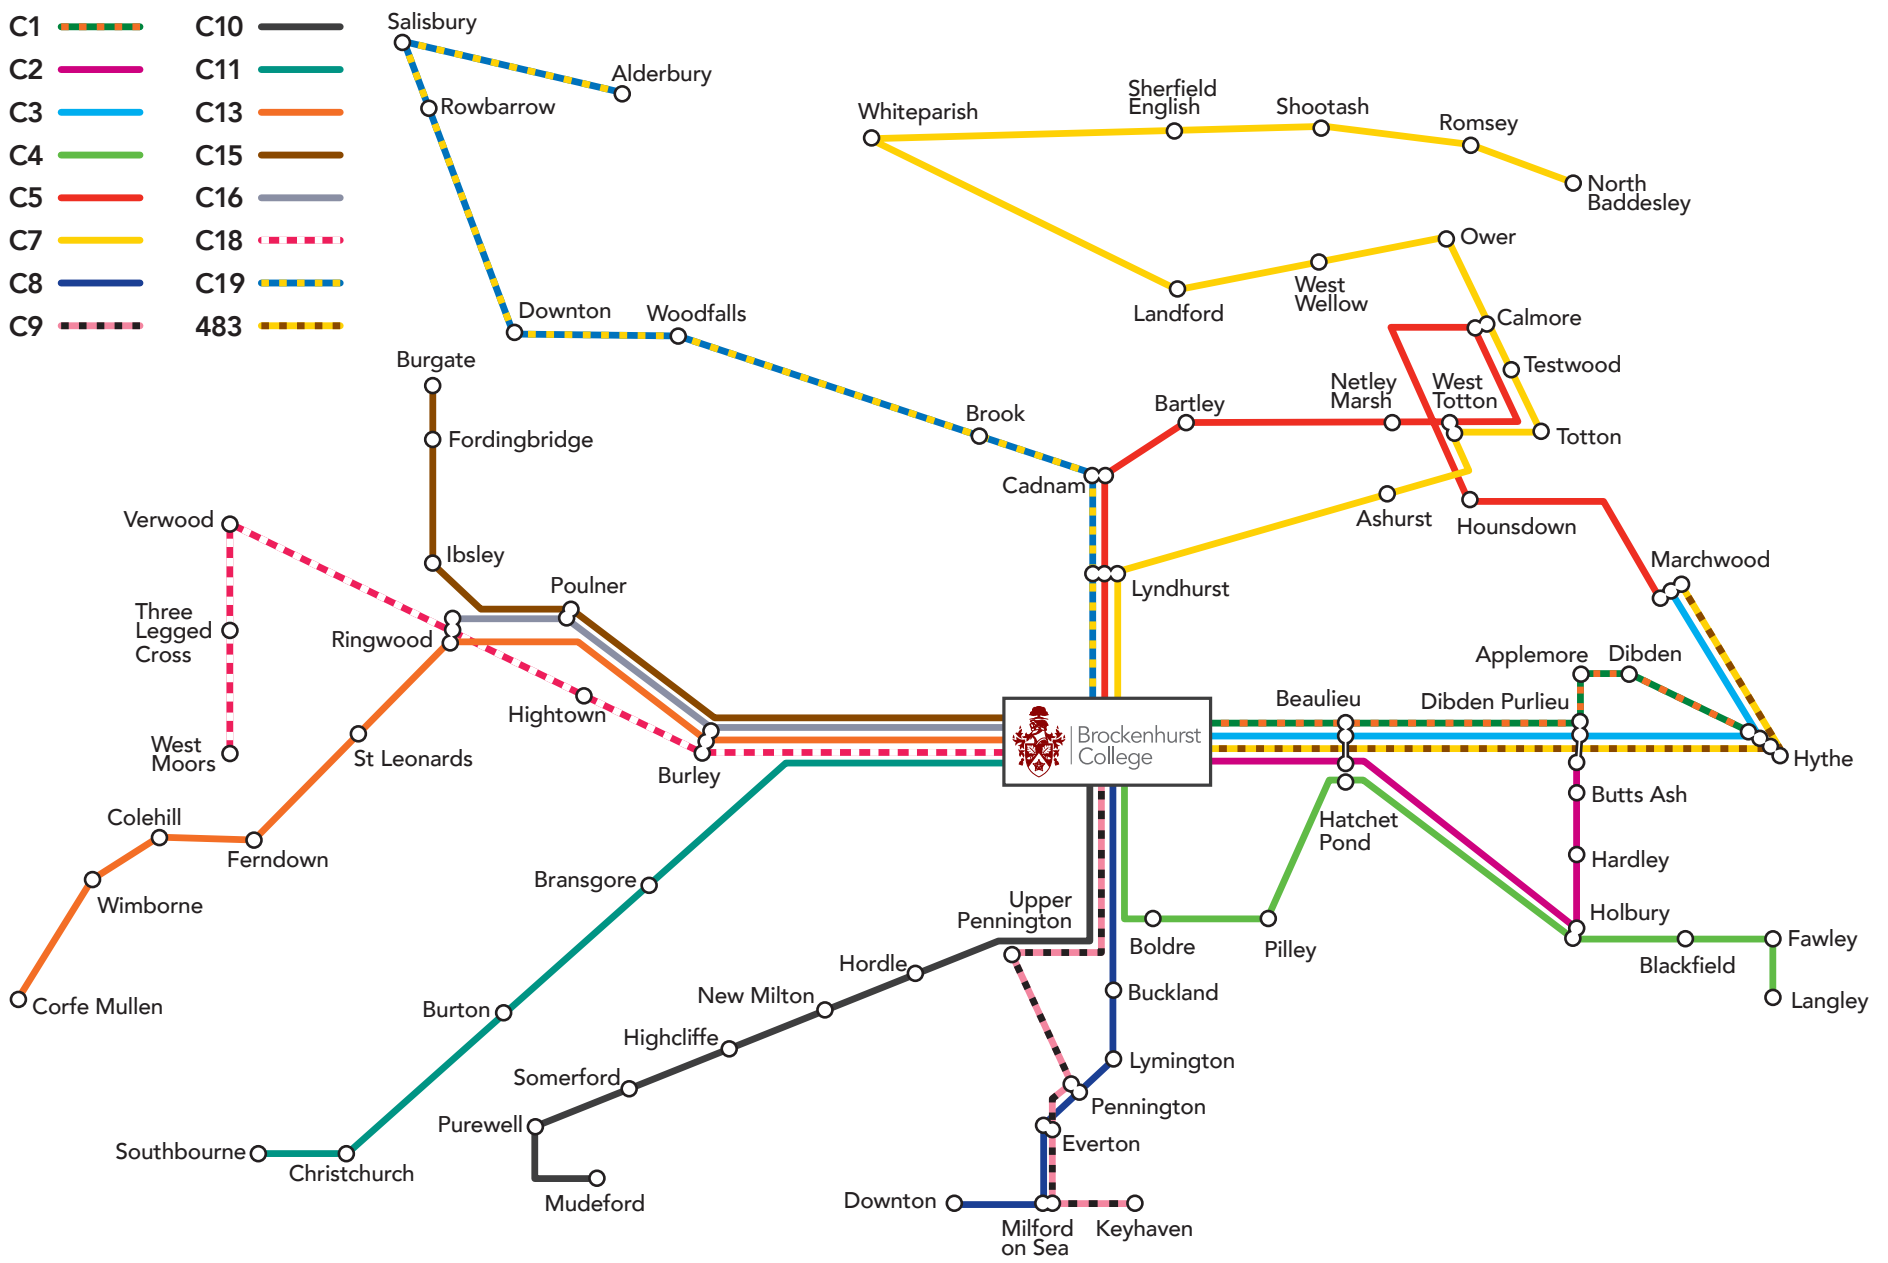 C1
C2
C3
C4
C5
C7
C8
C9
C10
C11
C13
C15
C16
C18
C19
483
Salisbury
Alderbury
Rowbarrow
Downton
Woodfalls
Brook
Cadnam
Whiteparish
Sherfield
English
Shootash
Romsey
North
Baddesley
Ower
West
Wellow
Landford
Calmore
Testwood
Totton
West
Totton
Netley
Marsh
Bartley
Ashurst
Hounsdown
Lyndhurst
Marchwood
Burgate
Fordingbridge
Ibsley
Poulner
Verwood
Three
Legged
Cross
West
Moors
Ringwood
Hightown
Burley
St Leonards
Colehill
Ferndown
Wimborne
Corfe Mullen
Brockenhurst
College
Beaulieu
Dibden Purlieu
Applemore
Dibden
Hythe
Butts Ash
Hardley
Holbury
Hatchet
Pond
Blackfield
Fawley
Langley
Boldre
Pilley
Bransgore
Burton
Christchurch
Southbourne
Upper
Pennington
Hordle
New Milton
Highcliffe
Somerford
Purewell
Mudeford
Buckland
Lymington
Pennington
Everton
Downton
Milford
on Sea
Keyhaven